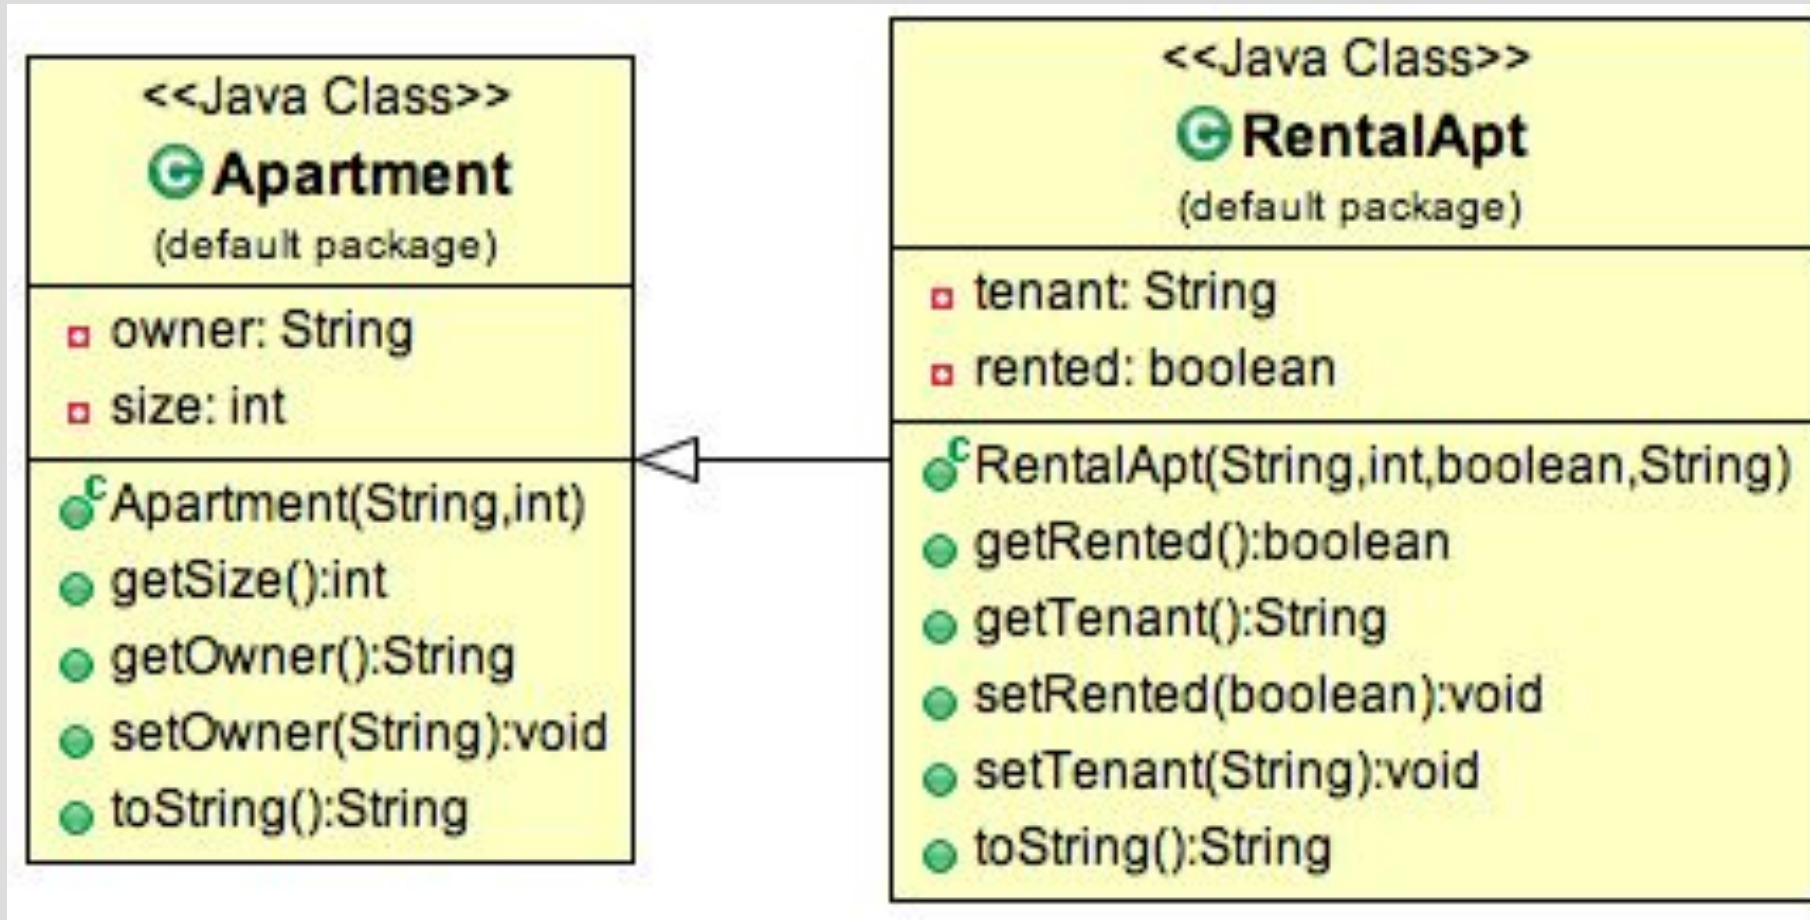 <<Java Class>>
Apartment
(default package)
owner: String
size: int
Apartment(String,int)
getSize():int
getOwner():String
setOwner(String):void
toString():String
<<Java Class>>
RentalApt
(default package)
tenant: String
rented: boolean
RentalApt(String,int,boolean,String)
getRented():boolean
getTenant():String
setRented(boolean):void
setTenant(String):void
toString():String